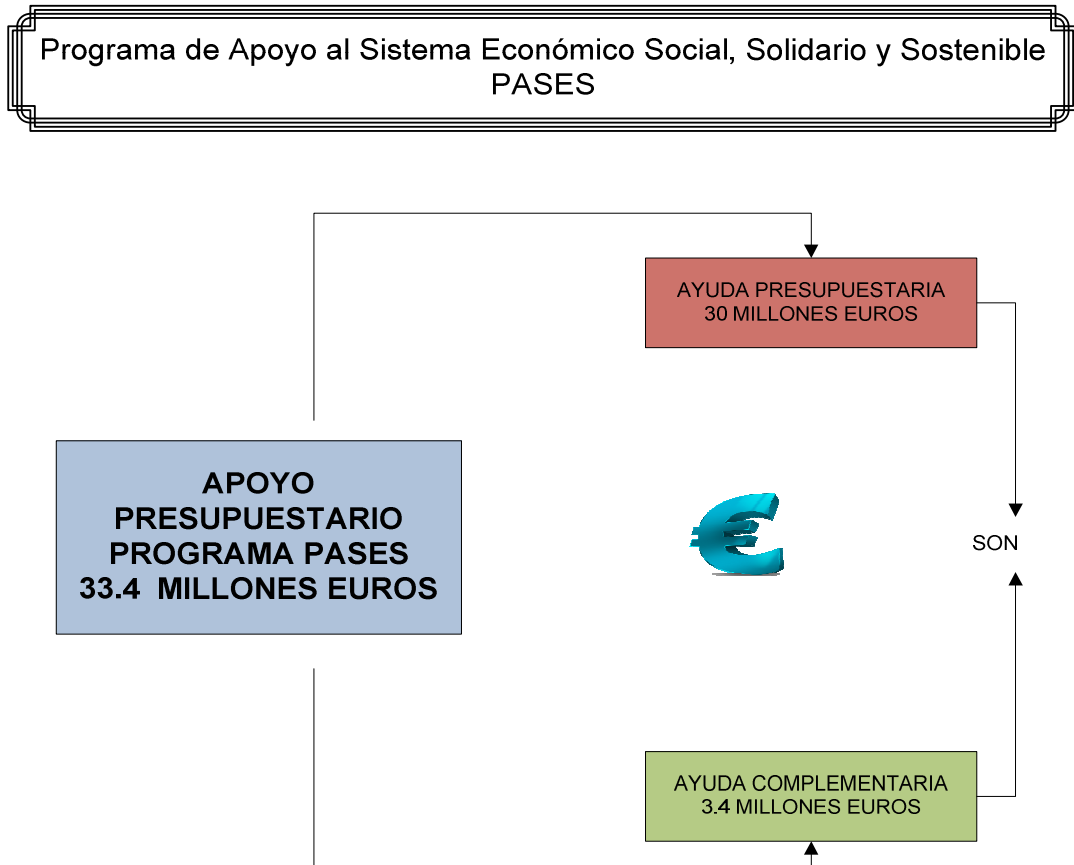 Programa de Apoyo al Sistema Económico Social, Solidario y Sostenible
PASES
AYUDA PRESUPUESTARIA
30 MILLONES EUROS
APOYO
PRESUPUESTARIO
PROGRAMA PASES
33.4 MILLONES EUROS
€
SON
AYUDA COMPLEMENTARIA
3.4 MILLONES EUROS